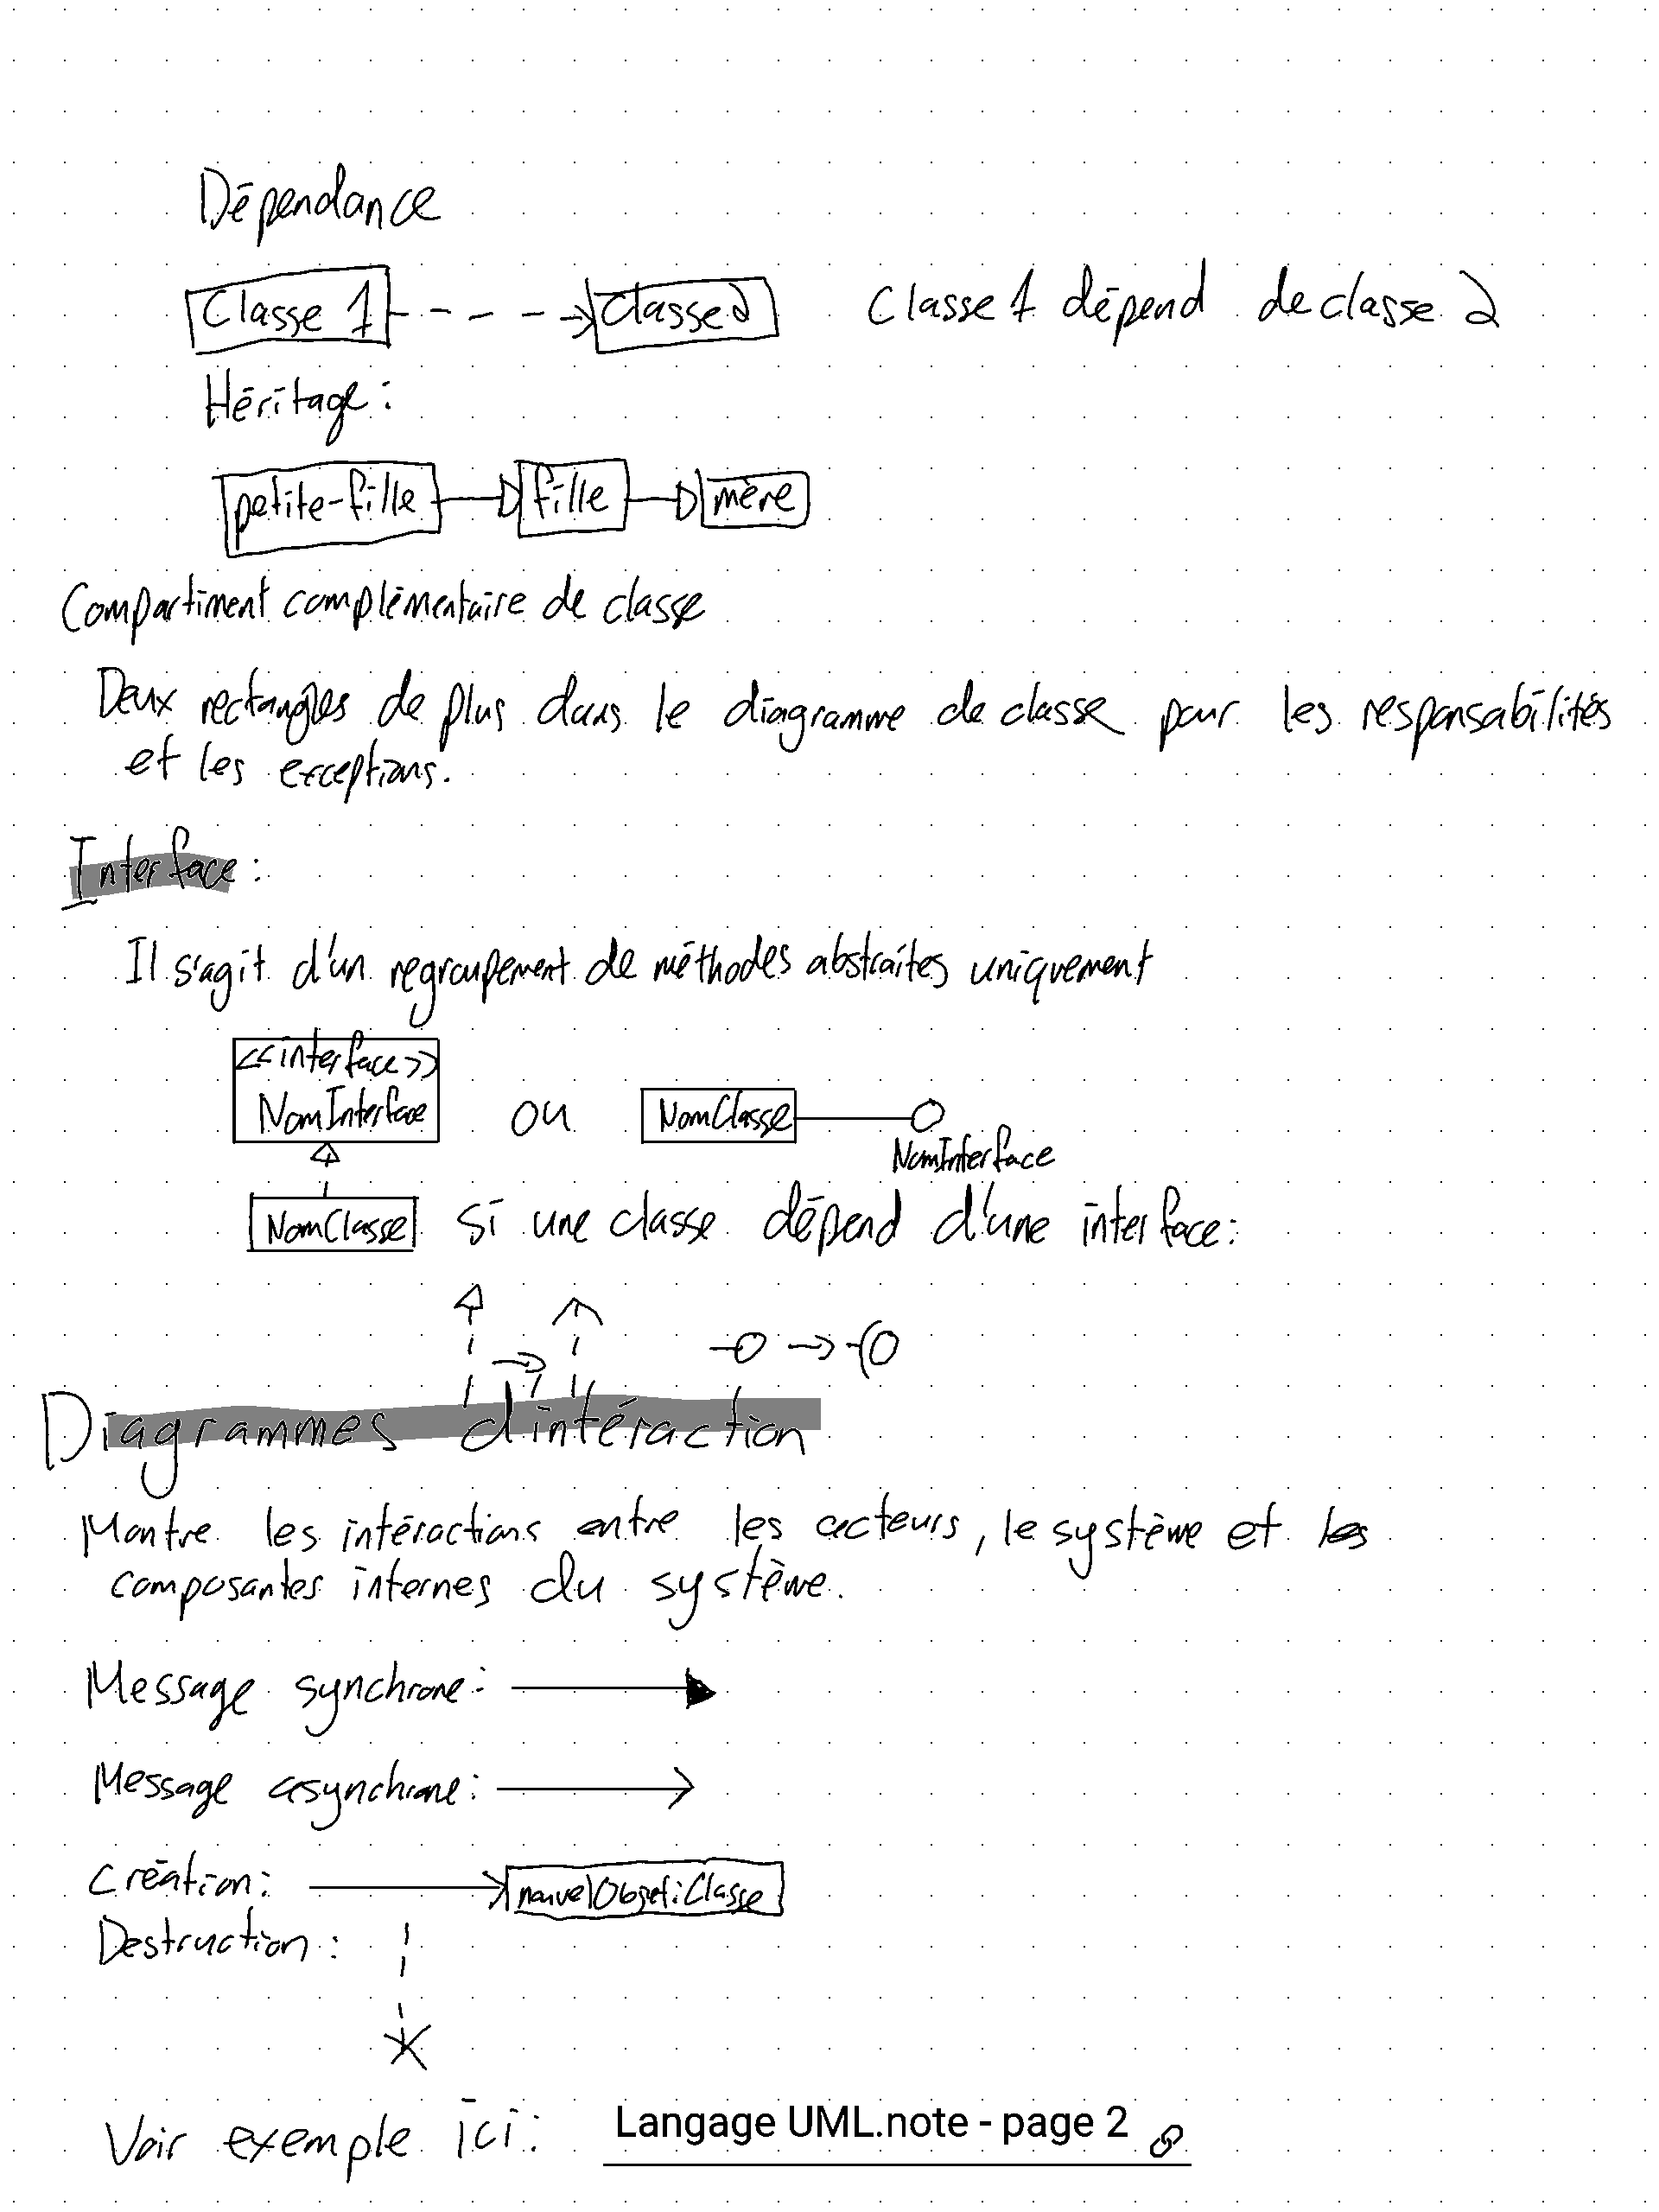 Dépendance
Classe 1 Classe 2 Classe 1 dépend de classe 2
Héritage :
petite-fille fille mère
Compartiment complémentaire de classe
Deux rectangles de plus dans le diagramme de classe pour les responsabilités
et les exceptions.
Interface :
Il s'agit d'un regroupement de méthodes abstraites uniquement
<<interface>>
NomInterface ou NomClasse
NomInterface
NomClasse si une classe dépend d'une interface :
Diagrammes d'intéraction
Montre les intéractions entre les acteurs, le système et les
composantes internes du système.
Message synchrone :
Message asynchrone :
Création : nouvelObjet:Classe
Destruction :
Voir exemple ici : Langage UML.note - page 2